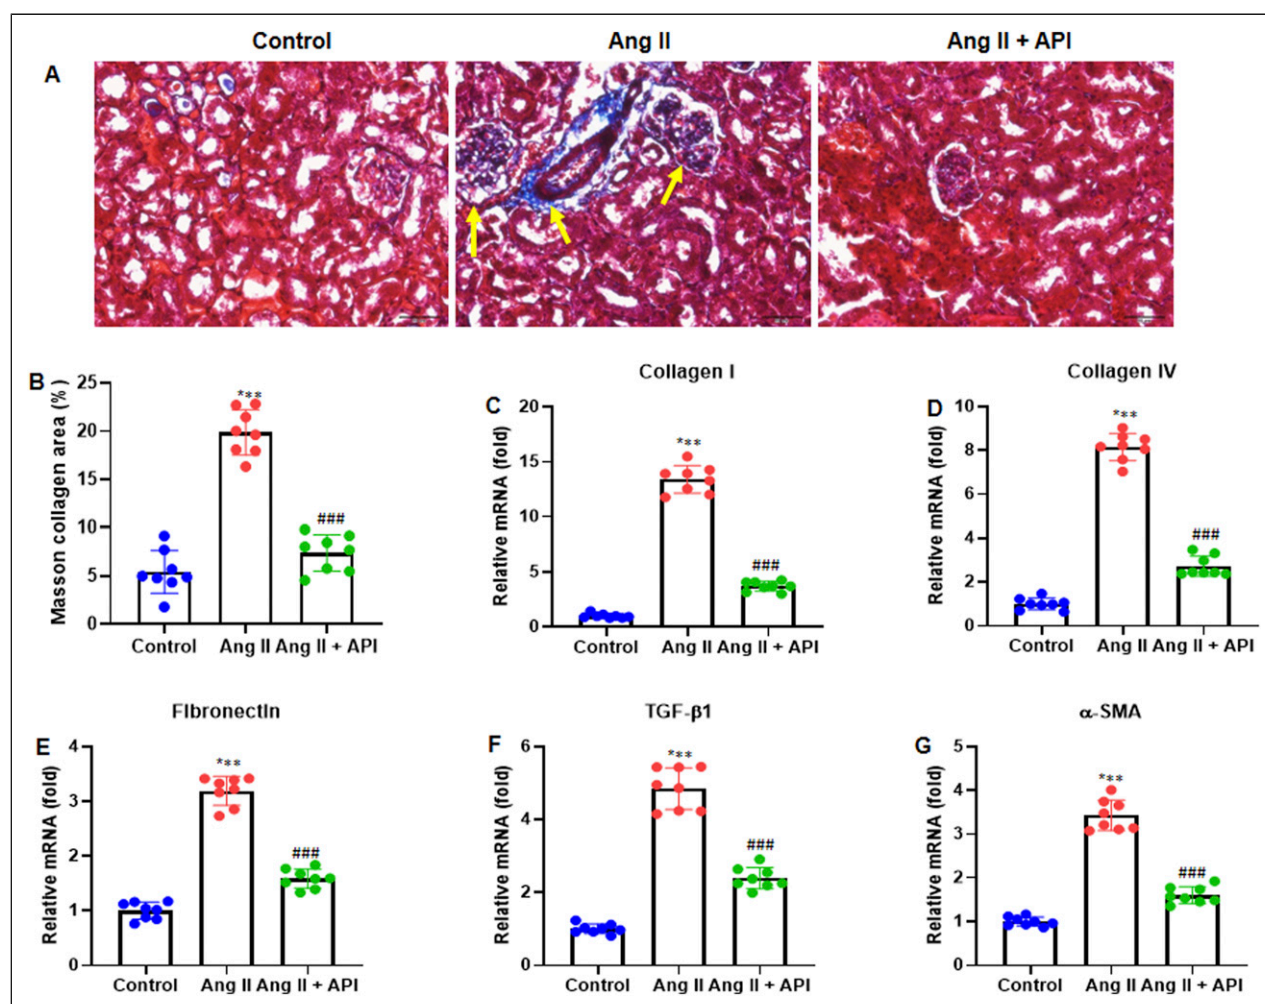 Control Ang II Ang II + API
A
B
Masson collagen area (%)
25
20
15
10
5
0
***
###
Control Ang II Ang II + API
Collagen I
C
Relative mRNA (fold)
20
15
10
5
0
***
###
Control Ang II Ang II + API
Collagen IV
D
Relative mRNA (fold)
10
8
6
4
2
0
***
###
Control Ang II Ang II + API
FIbronectIn
E
Relative mRNA (fold)
4
3
2
1
0
***
###
Control Ang II Ang II + API
TGF-β1
F
Relative mRNA (fold)
6
4
2
0
***
###
Control Ang II Ang II + API
α-SMA
G
Relative mRNA (fold)
5
4
3
2
1
0
***
###
Control Ang II Ang II + API